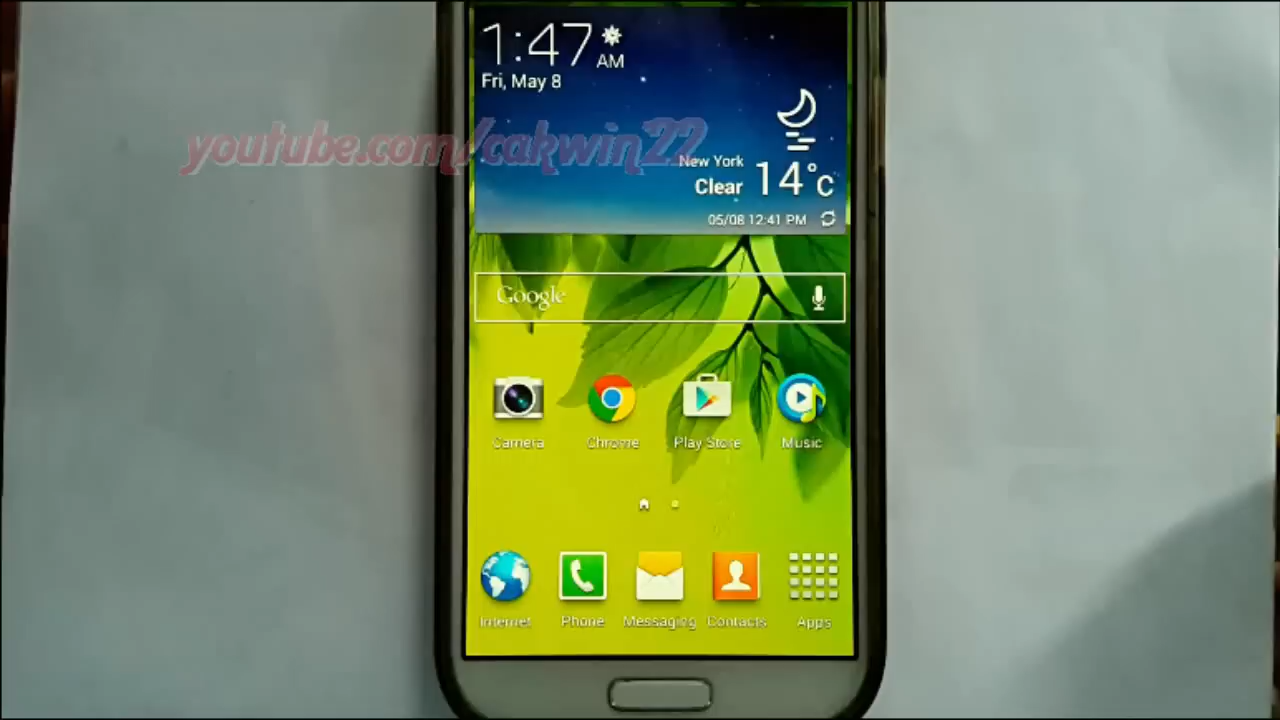 1:47 AM
Fri, May 8
youtube.com/cakwin22
New York
Clear 14°C
05/08 12:41 PM
Google
Camera Chrome Play Store Music
Internet Phone Messaging Contacts Apps